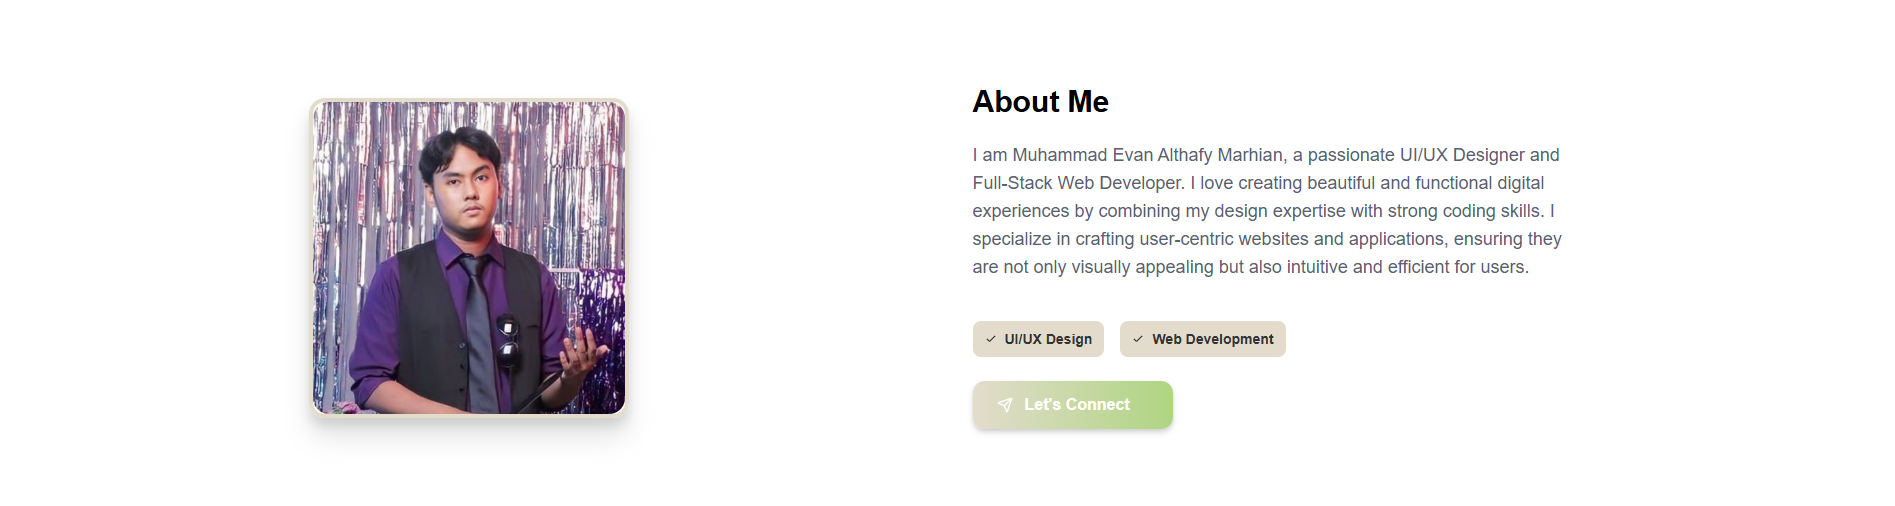 About Me
I am Muhammad Evan Althafy Marhian, a passionate UI/UX Designer and
Full-Stack Web Developer. I love creating beautiful and functional digital
experiences by combining my design expertise with strong coding skills. I
specialize in crafting user-centric websites and applications, ensuring they
are not only visually appealing but also intuitive and efficient for users.
UI/UX Design
Web Development
Let's Connect